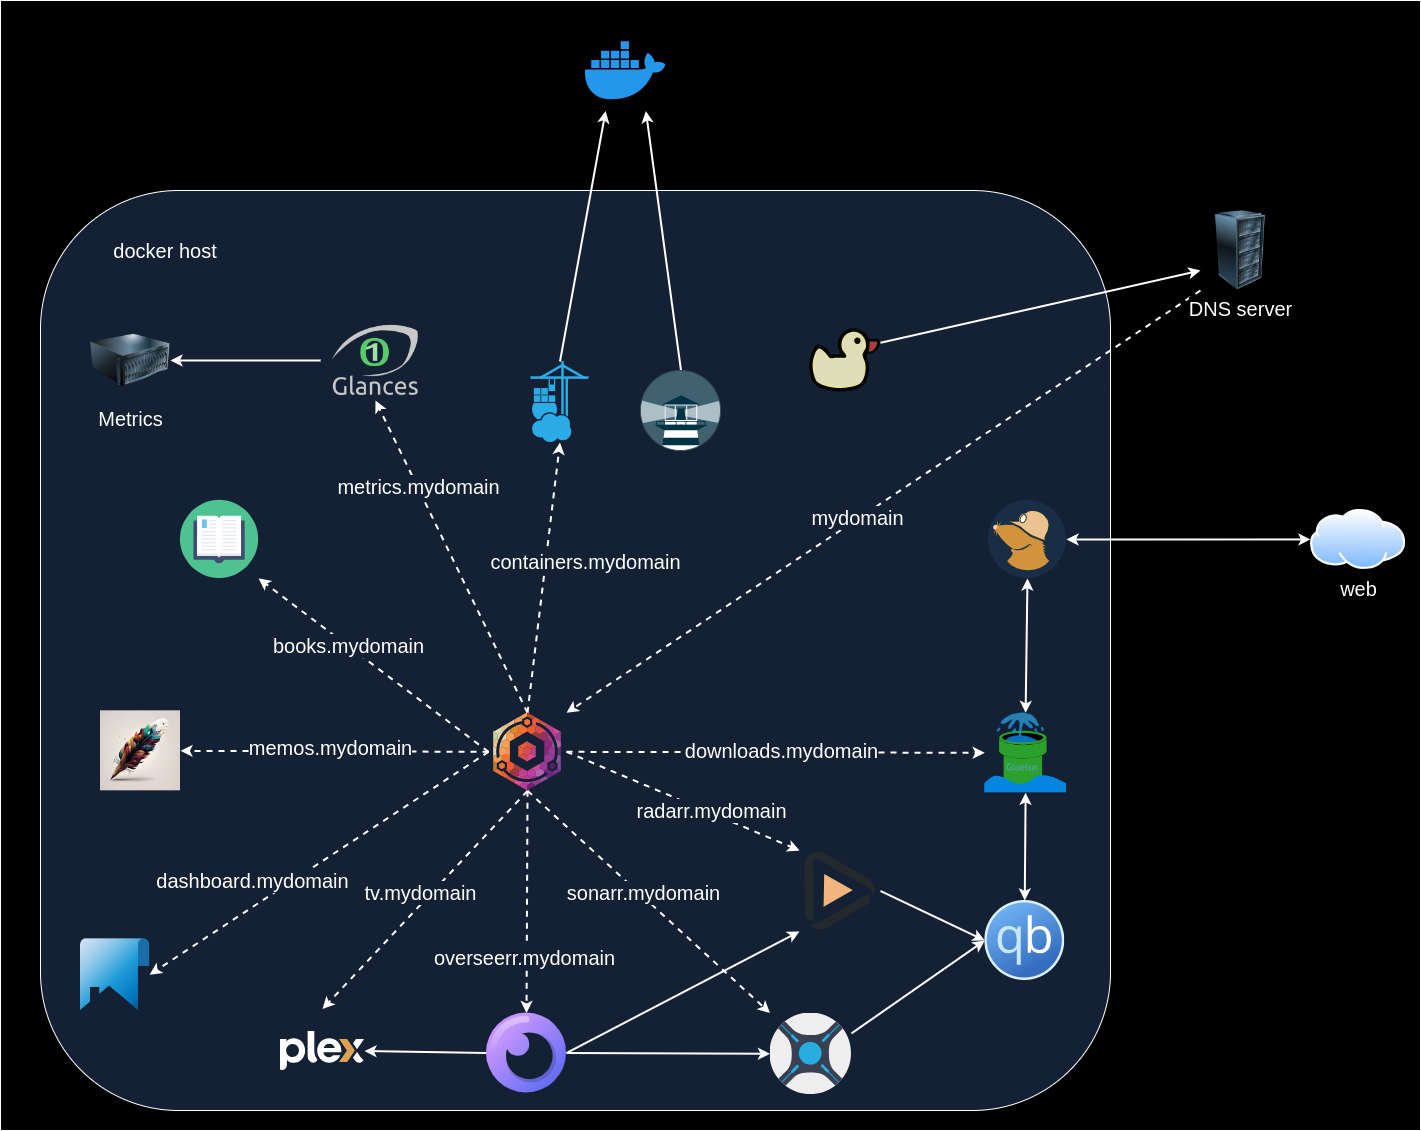 docker host
DNS server
1
Glances
Metrics
metrics.mydomain
mydomain
containers.mydomain
web
books.mydomain
memos.mydomain
downloads.mydomain
Gluetun
radarr.mydomain
dashboard.mydomain
tv.mydomain
sonarr.mydomain
qb
overseerr.mydomain
plex